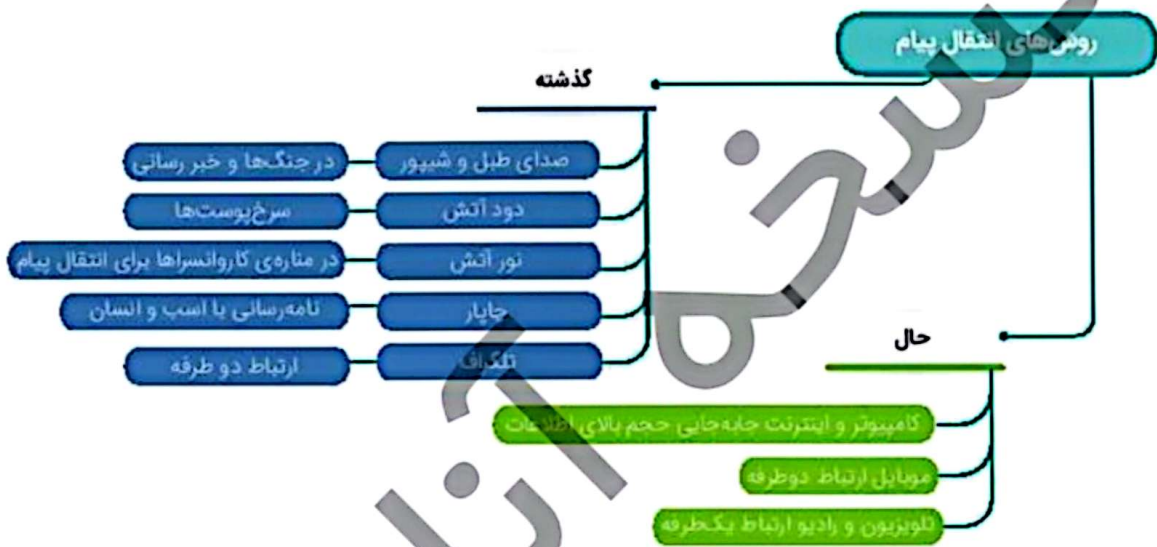 روش‌های انتقال پیام
گذشته
صدای طبل و شیپور در جنگ‌ها و خبر رسانی
دود آتش سرخ‌پوست‌ها
نور آتش در مناره‌ی کاروانسراها برای انتقال پیام
چاپار نامه‌رسانی با اسب و انسان
تلگراف ارتباط دو طرفه
حال
کامپیوتر و اینترنت جابه‌جایی حجم بالای اطلاعات
موبایل ارتباط دوطرفه
تلویزیون و رادیو ارتباط یک‌طرفه